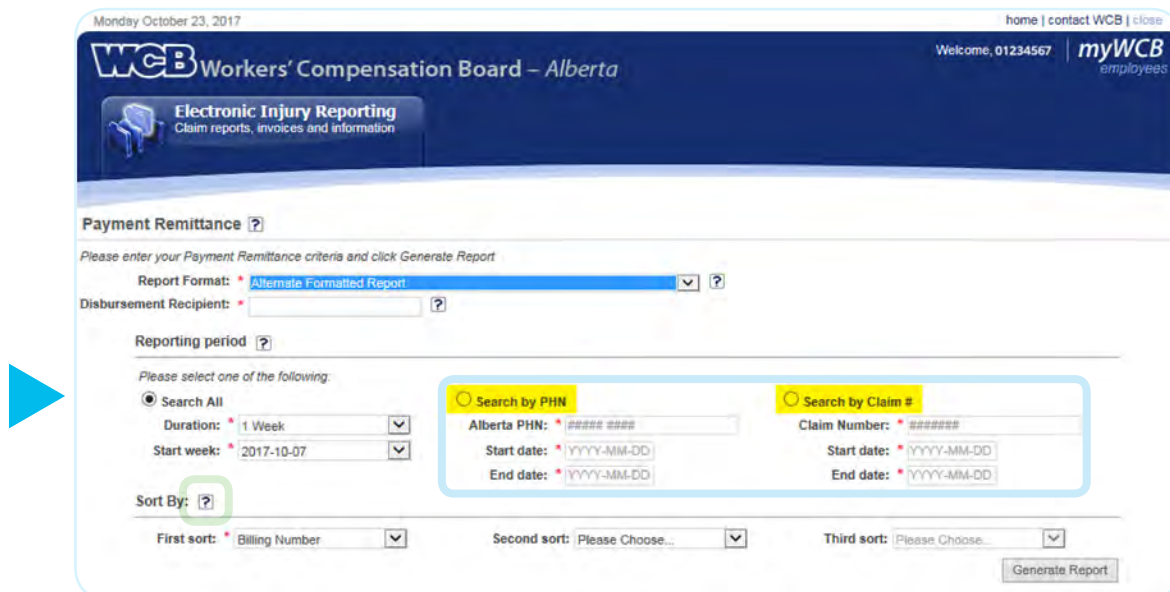 Monday October 23, 2017 home | contact WCB | close
WCB Workers' Compensation Board – Alberta Welcome, 01234567 myWCB
employees
Electronic Injury Reporting
Claim reports, invoices and information
Payment Remittance ?
Please enter your Payment Remittance criteria and click Generate Report
Report Format: * Alternate Formatted Report ?
Disbursement Recipient: * ?
Reporting period ?
Please select one of the following:
Search All Search by PHN Search by Claim #
Duration: * 1 Week Alberta PHN: * ##### #### Claim Number: * #######
Start week: * 2017-10-07 Start date: * YYYY-MM-DD Start date: * YYYY-MM-DD
End date: * YYYY-MM-DD End date: * YYYY-MM-DD
Sort By: ?
First sort: * Billing Number Second sort: Please Choose... Third sort: Please Choose...
Generate Report